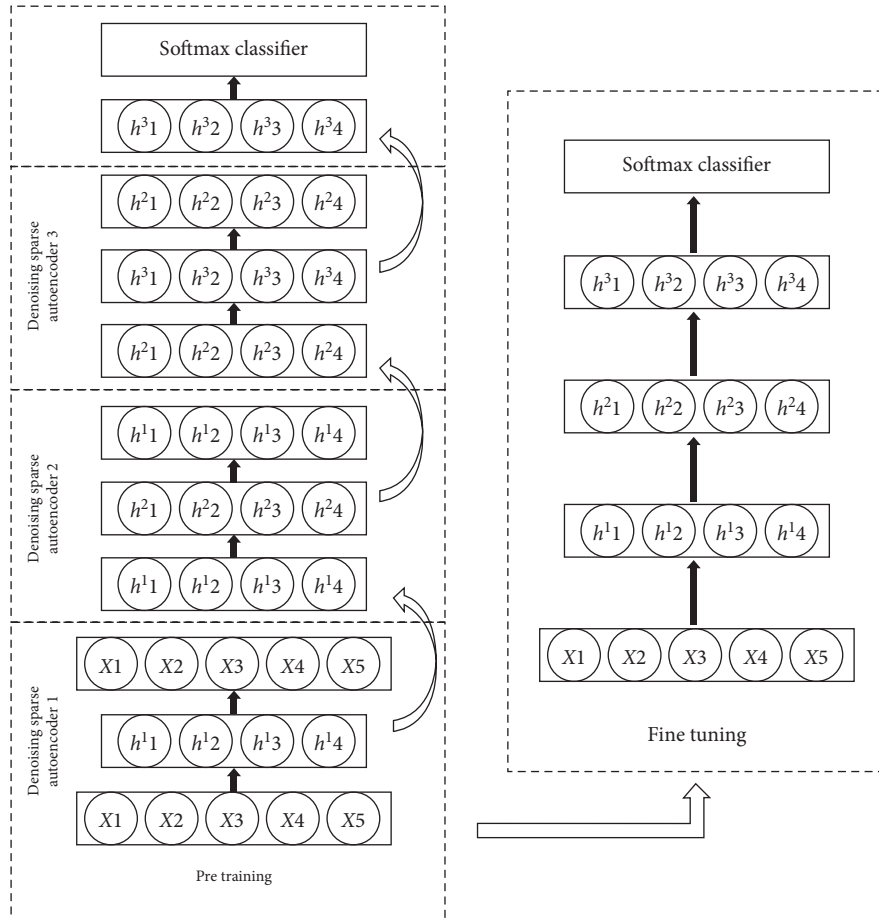 Softmax classifier
h³1 h³2 h³3 h³4
Denoising sparse
autoencoder 3
h²1 h²2 h²3 h²4
h³1 h³2 h³3 h³4
h²1 h²2 h²3 h²4
Denoising sparse
autoencoder 2
h¹1 h¹2 h¹3 h¹4
h²1 h²2 h²3 h²4
h¹1 h¹2 h¹3 h¹4
Denoising sparse
autoencoder 1
X1 X2 X3 X4 X5
h¹1 h¹2 h¹3 h¹4
X1 X2 X3 X4 X5
Pre training
Softmax classifier
h³1 h³2 h³3 h³4
h²1 h²2 h²3 h²4
h¹1 h¹2 h¹3 h¹4
X1 X2 X3 X4 X5
Fine tuning